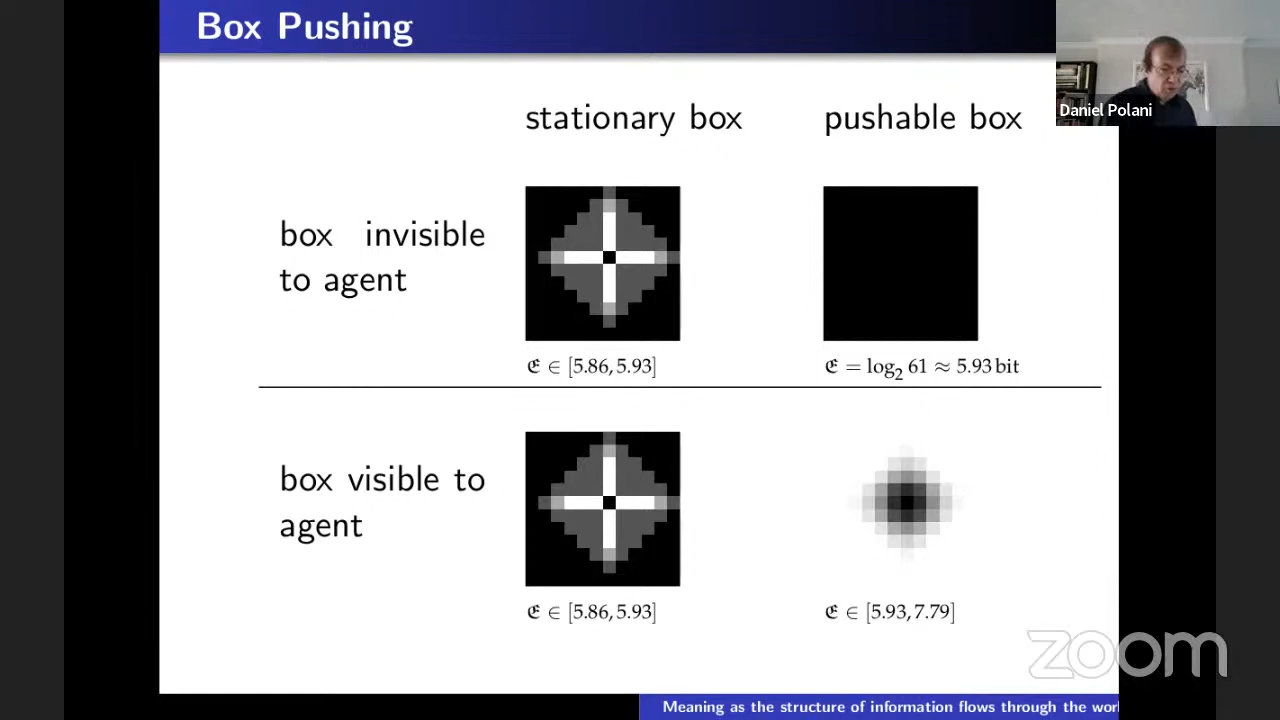 Box Pushing
Daniel Polani
stationary box pushable box
box invisible
to agent
𝔈 ∈ [5.86, 5.93] 𝔈 = log₂ 61 ≈ 5.93 bit
box visible to
agent
𝔈 ∈ [5.86, 5.93] 𝔈 ∈ [5.93, 7.79]
zoom
Meaning as the structure of information flows through the wor